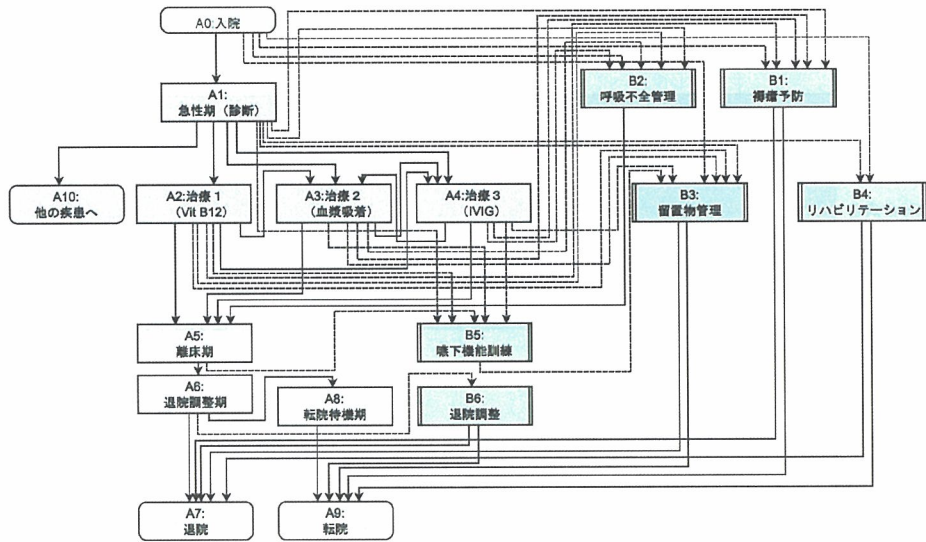 A0:入院
A1:
急性期（診断）
B2:
呼吸不全管理
B1:
褥瘡予防
A10:
他の疾患へ
A2:治療１
（Vit B12）
A3:治療２
（血漿吸着）
A4:治療３
（IVIG）
B3:
留置物管理
B4:
リハビリテーション
A5:
離床期
B5:
嚥下機能訓練
A6:
退院調整期
A8:
転院待機期
B6:
退院調整
A7:
退院
A9:
転院